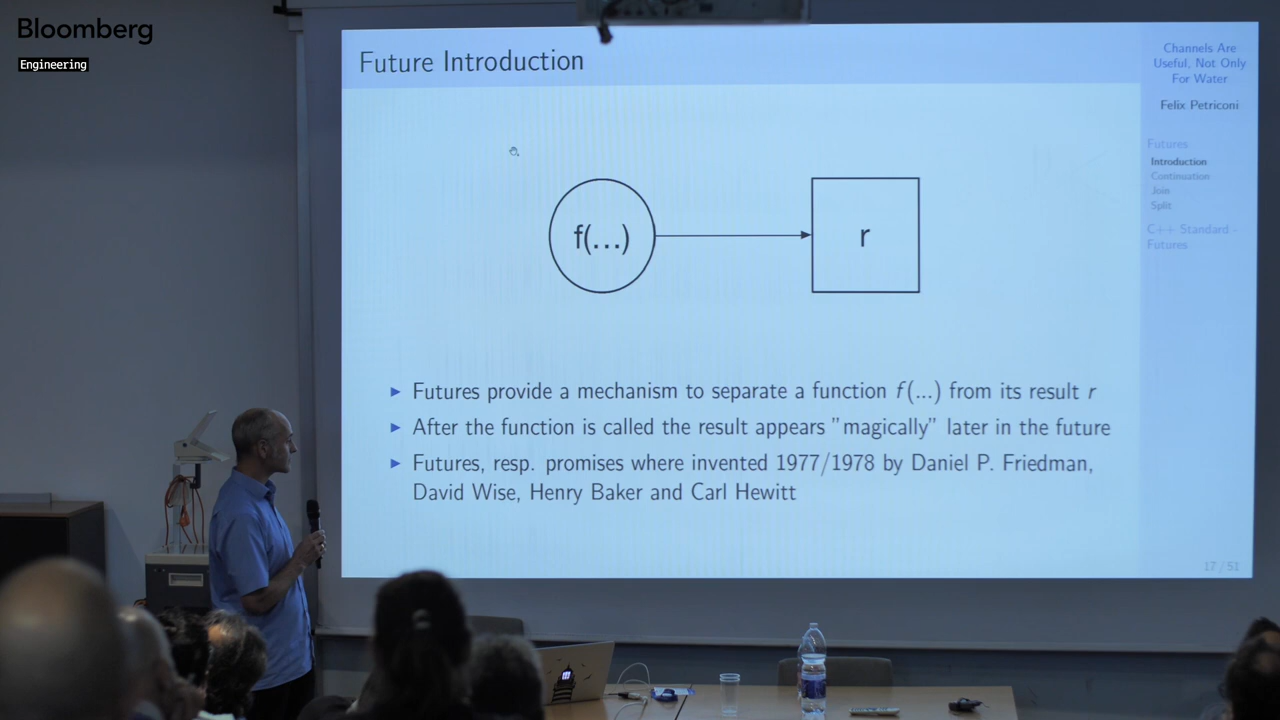 Bloomberg
Engineering
Future Introduction
f(...)
r
▶ Futures provide a mechanism to separate a function f(...) from its result r
▶ After the function is called the result appears "magically" later in the future
▶ Futures, resp. promises where invented 1977/1978 by Daniel P. Friedman,
David Wise, Henry Baker and Carl Hewitt
Channels Are
Useful, Not Only
For Water
Felix Petriconi
Futures
Introduction
Continuation
Join
Split
C++ Standard -
Futures
17 / 51